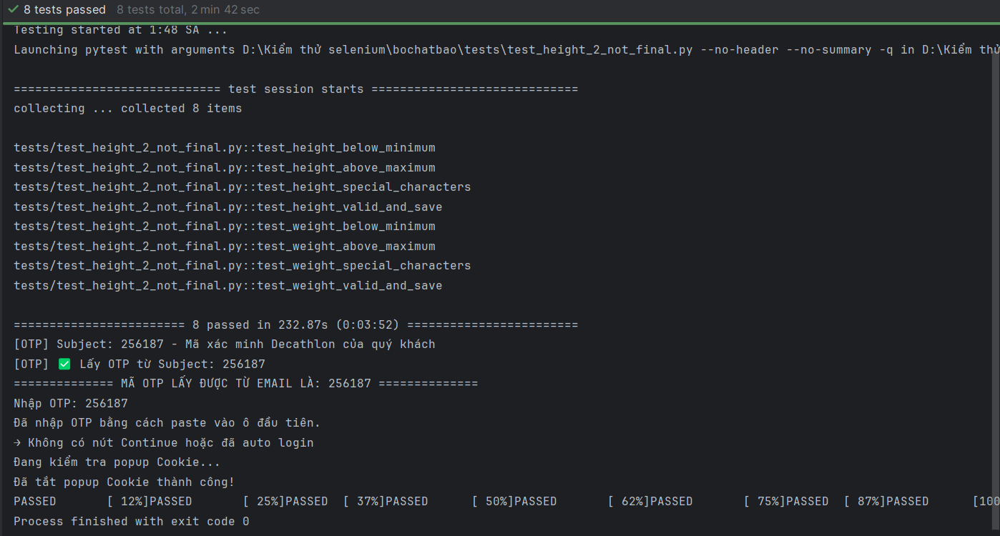 8 tests passed 8 tests total, 2 min 42 sec
Testing started at 1:48 SA ...
Launching pytest with arguments D:\Kiểm thử selenium\bochatbao\tests\test_height_2_not_final.py --no-header --no-summary -q in D:\Kiểm thử
============================= test session starts =============================
collecting ... collected 8 items
tests/test_height_2_not_final.py::test_height_below_minimum
tests/test_height_2_not_final.py::test_height_above_maximum
tests/test_height_2_not_final.py::test_height_special_characters
tests/test_height_2_not_final.py::test_height_valid_and_save
tests/test_height_2_not_final.py::test_weight_below_minimum
tests/test_height_2_not_final.py::test_weight_above_maximum
tests/test_height_2_not_final.py::test_weight_special_characters
tests/test_height_2_not_final.py::test_weight_valid_and_save
======================== 8 passed in 232.87s (0:03:52) ========================
[OTP] Subject: 256187 - Mã xác minh Decathlon của quý khách
[OTP] ✅ Lấy OTP từ Subject: 256187
============== MÃ OTP LẤY ĐƯỢC TỪ EMAIL LÀ: 256187 ==============
Nhập OTP: 256187
Đã nhập OTP bằng cách paste vào ô đầu tiên.
→ Không có nút Continue hoặc đã auto login
Đang kiểm tra popup Cookie...
Đã tắt popup Cookie thành công!
PASSED [ 12%]PASSED [ 25%]PASSED [ 37%]PASSED [ 50%]PASSED [ 62%]PASSED [ 75%]PASSED [ 87%]PASSED [100
Process finished with exit code 0